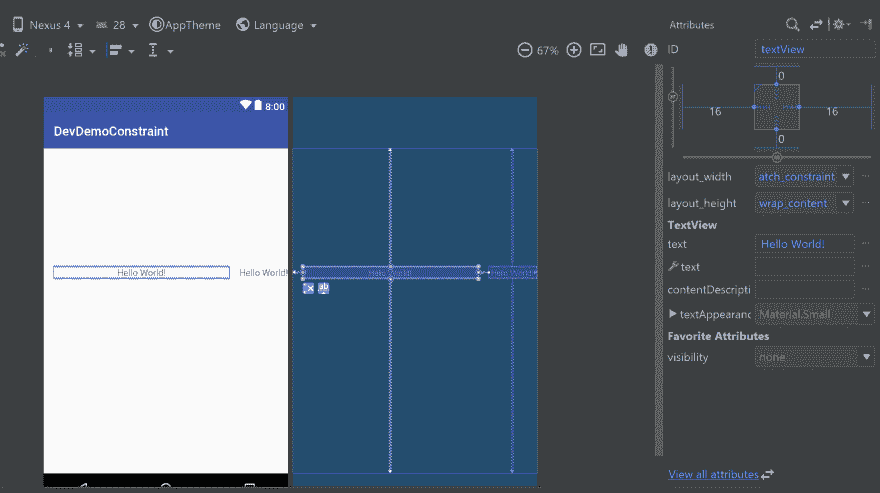 Nexus 4 28 AppTheme Language Attributes
67% ID textView
8:00
DevDemoConstraint
0
16 16
0
layout_width atch_constraint
layout_height wrap_content
TextView
text Hello World!
text
contentDescripti
textAppearanc Material.Small
Favorite Attributes
visibility none
Hello World! Hello World! Hello World! Hello World!
View all attributes